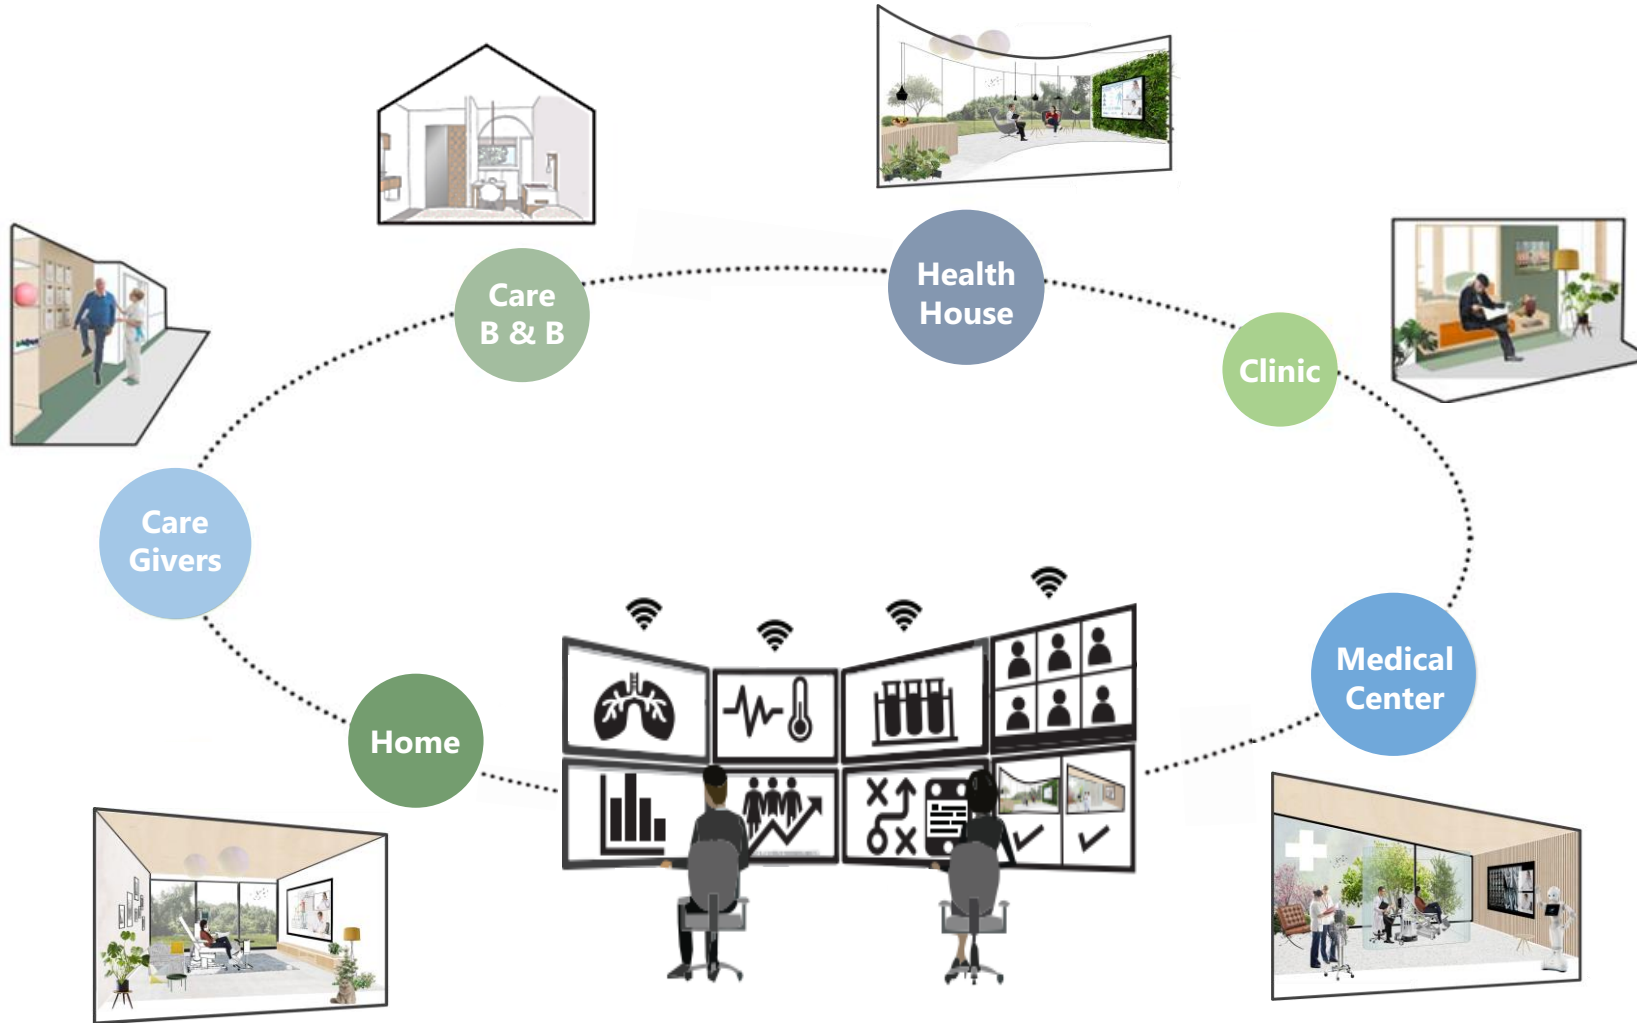 Care
B & B
Health
House
Clinic
Care
Givers
Medical
Center
Home